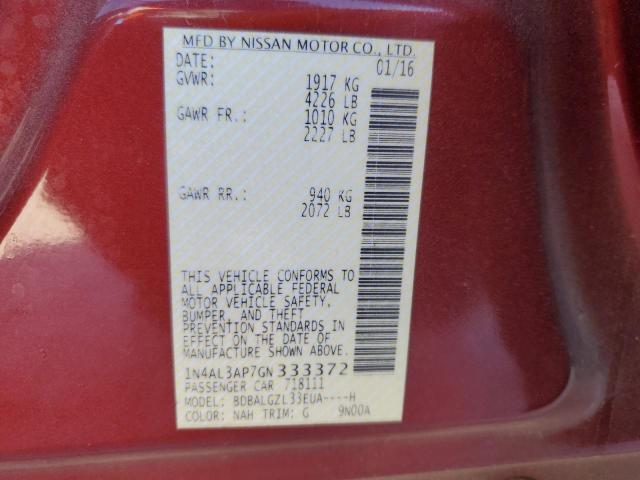 MFD BY NISSAN MOTOR CO., LTD.
DATE: 01/16
GVWR: 1917 KG
4226 LB
GAWR FR.: 1010 KG
2227 LB
GAWR RR.: 940 KG
2072 LB
THIS VEHICLE CONFORMS TO
ALL APPLICABLE FEDERAL
MOTOR VEHICLE SAFETY,
BUMPER, AND THEFT
PREVENTION STANDARDS IN
EFFECT ON THE DATE OF
MANUFACTURE SHOWN ABOVE.
1N4AL3AP7GN333372
PASSENGER CAR 718111
MODEL: BDBALGZL33EUA----H
COLOR: NAH TRIM: G 9N00A